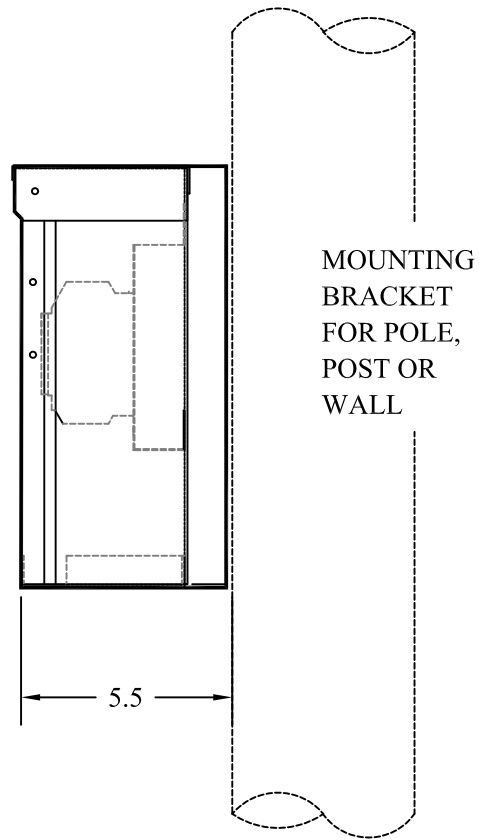 MOUNTING
BRACKET
FOR POLE,
POST OR
WALL
5.5